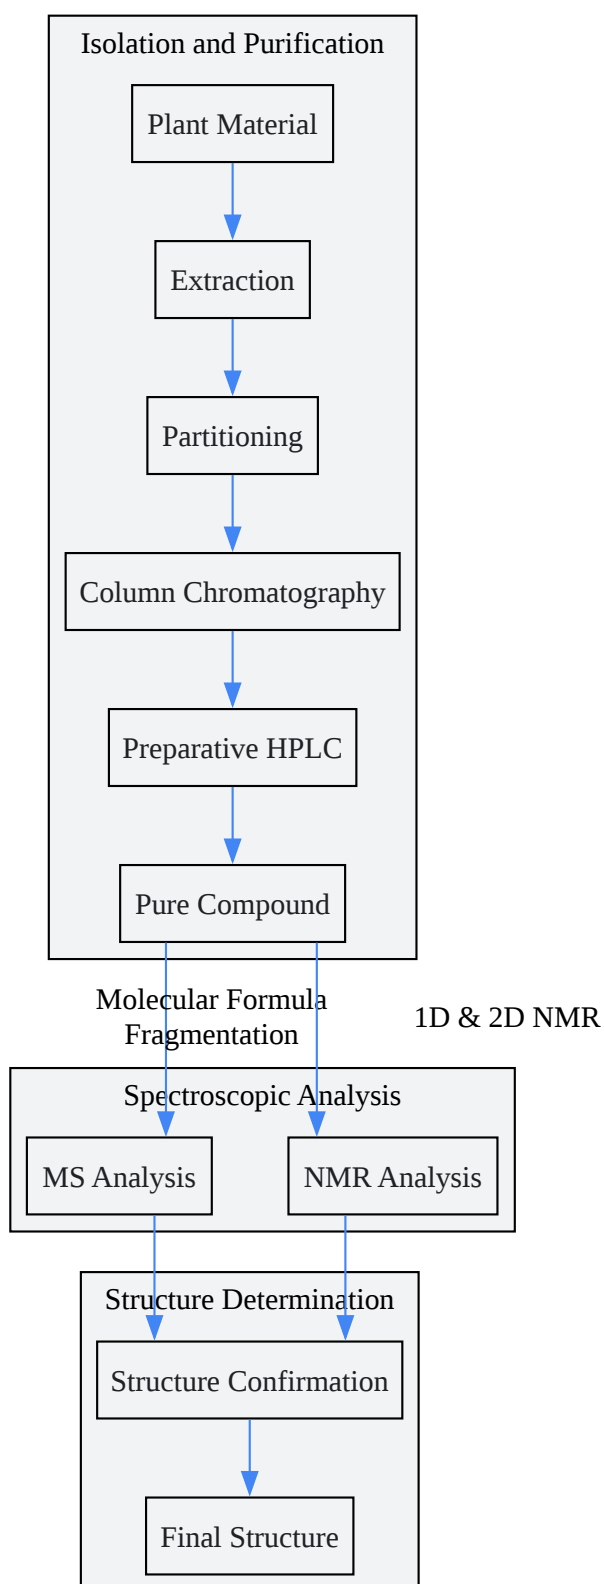 Isolation and Purification
Plant Material
Extraction
Partitioning
Column Chromatography
Preparative HPLC
Pure Compound
Molecular Formula
Fragmentation
1D & 2D NMR
Spectroscopic Analysis
MS Analysis
NMR Analysis
Structure Determination
Structure Confirmation
Final Structure